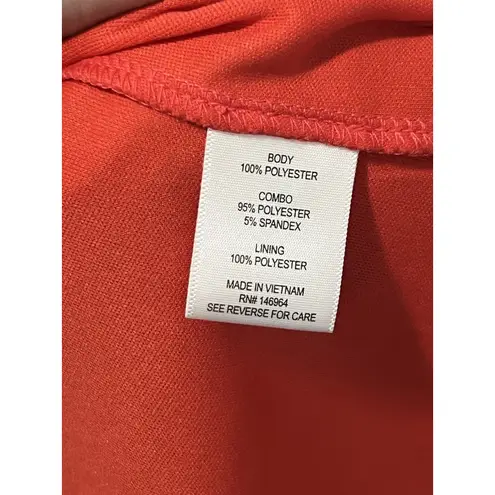 BODY
100% POLYESTER
COMBO
95% POLYESTER
5% SPANDEX
LINING
100% POLYESTER
MADE IN VIETNAM
RN# 146964
SEE REVERSE FOR CARE